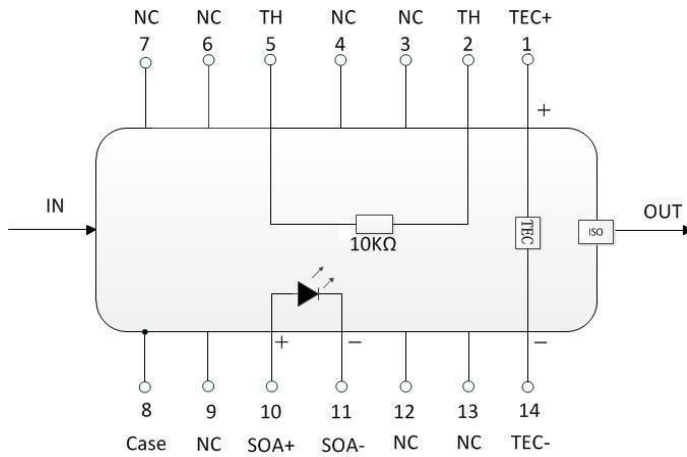 NC NC TH NC NC TH TEC+
7 6 5 4 3 2 1
+
IN
OUT
10KΩ
TEC
ISO
+ − −
8 9 10 11 12 13 14
Case NC SOA+ SOA- NC NC TEC-